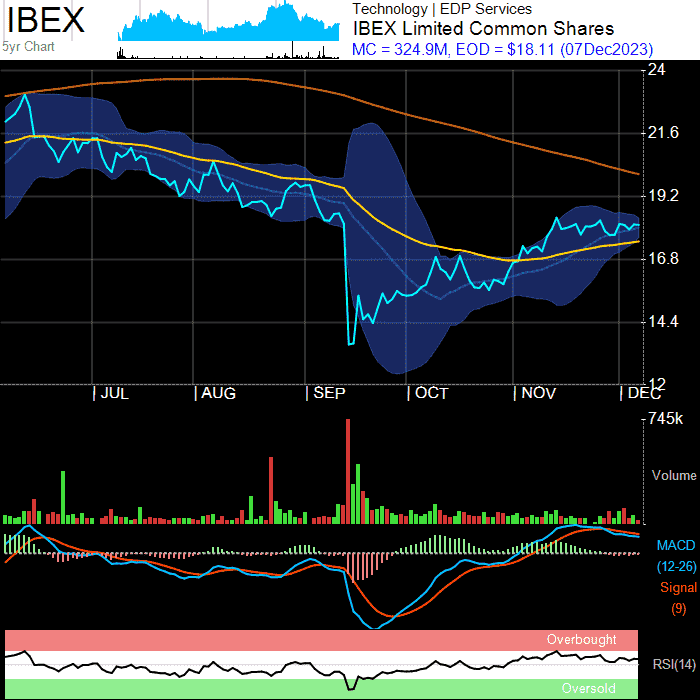 IBEX
5yr Chart
Technology | EDP Services
IBEX Limited Common Shares
MC = 324.9M, EOD = $18.11 (07Dec2023)
24
21.6
19.2
16.8
14.4
12
| JUL | AUG | SEP | OCT | NOV | DEC
745k
Volume
MACD
(12-26)
Signal
(9)
Overbought
RSI(14)
Oversold